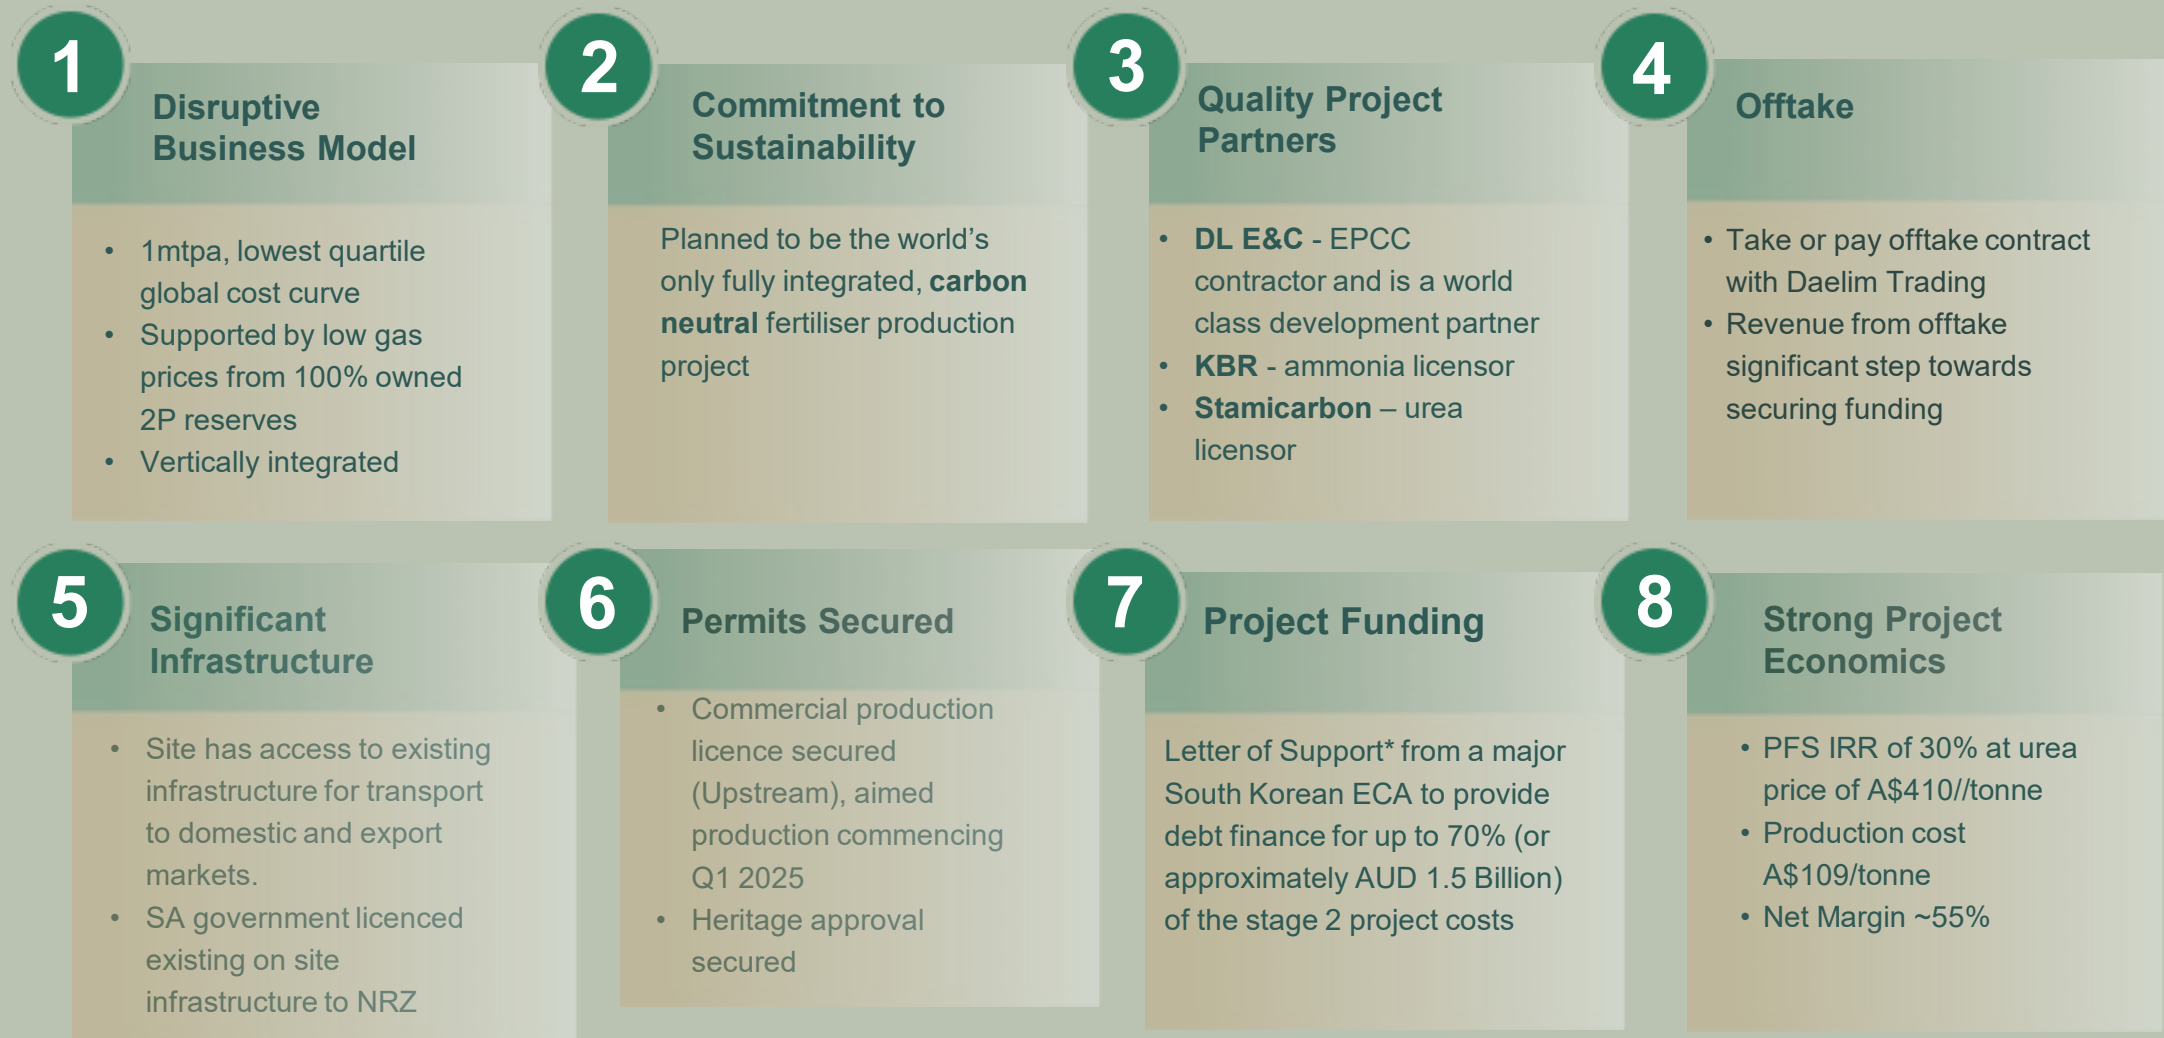 1
Disruptive
Business Model
• 1mtpa, lowest quartile
global cost curve
• Supported by low gas
prices from 100% owned
2P reserves
• Vertically integrated
2
Commitment to
Sustainability
Planned to be the world’s
only fully integrated, carbon
neutral fertiliser production
project
3
Quality Project
Partners
• DL E&C - EPCC
contractor and is a world
class development partner
• KBR - ammonia licensor
• Stamicarbon – urea
licensor
4
Offtake
• Take or pay offtake contract
with Daelim Trading
• Revenue from offtake
significant step towards
securing funding
5
Significant
Infrastructure
• Site has access to existing
infrastructure for transport
to domestic and export
markets.
• SA government licenced
existing on site
infrastructure to NRZ
6
Permits Secured
• Commercial production
licence secured
(Upstream), aimed
production commencing
Q1 2025
• Heritage approval
secured
7
Project Funding
Letter of Support* from a major
South Korean ECA to provide
debt finance for up to 70% (or
approximately AUD 1.5 Billion)
of the stage 2 project costs
8
Strong Project
Economics
• PFS IRR of 30% at urea
price of A$410//tonne
• Production cost
A$109/tonne
• Net Margin ~55%